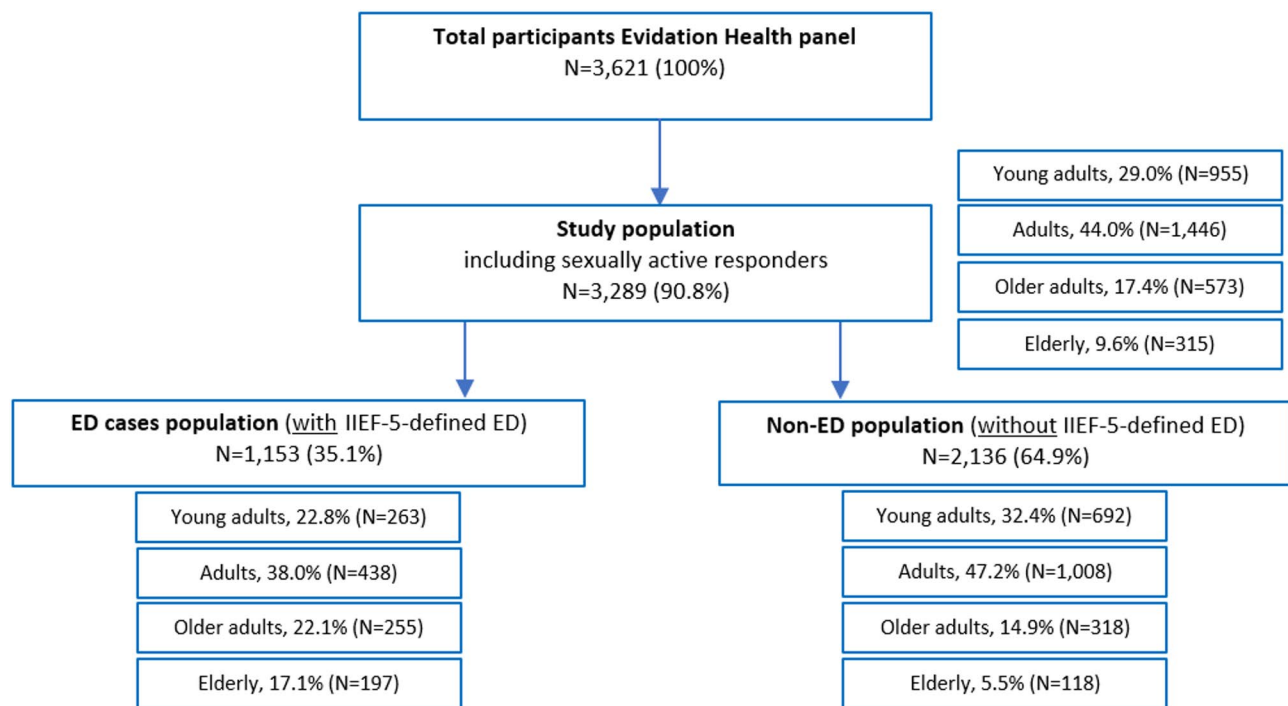 Total participants Evidation Health panel
N=3,621 (100%)
Young adults, 29.0% (N=955)
Adults, 44.0% (N=1,446)
Older adults, 17.4% (N=573)
Elderly, 9.6% (N=315)
Study population
including sexually active responders
N=3,289 (90.8%)
ED cases population (with IIEF-5-defined ED)
N=1,153 (35.1%)
Young adults, 22.8% (N=263)
Adults, 38.0% (N=438)
Older adults, 22.1% (N=255)
Elderly, 17.1% (N=197)
Non-ED population (without IIEF-5-defined ED)
N=2,136 (64.9%)
Young adults, 32.4% (N=692)
Adults, 47.2% (N=1,008)
Older adults, 14.9% (N=318)
Elderly, 5.5% (N=118)